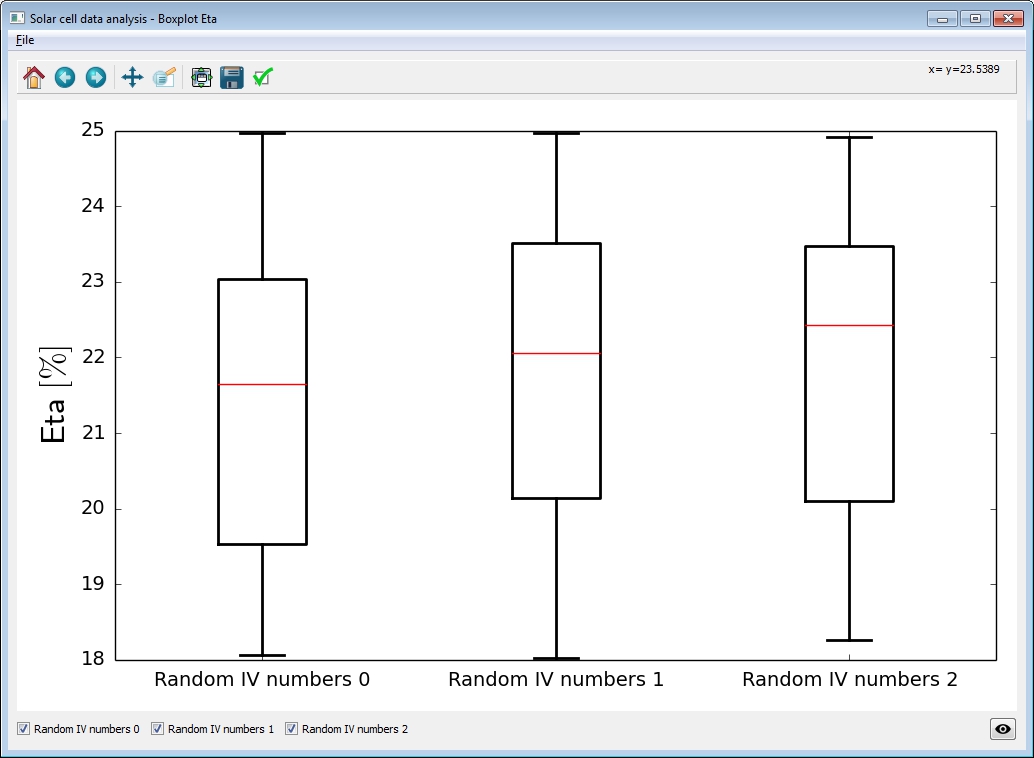 Solar cell data analysis - Boxplot Eta
File
x= y=23.5389
25
24
23
22
21
20
19
18
Eta [%]
Random IV numbers 0 Random IV numbers 1 Random IV numbers 2
Random IV numbers 0 Random IV numbers 1 Random IV numbers 2